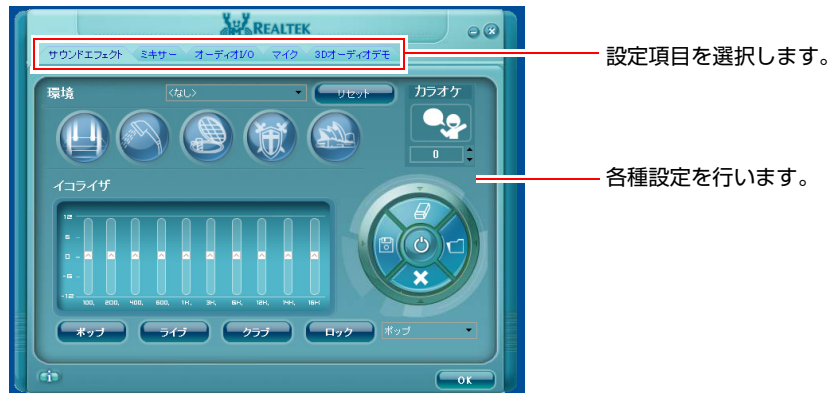 REALTEK
サウンドエフェクト ミキサー オーディオI/O マイク 3Dオーディオデモ
設定項目を選択します。
環境 <なし> リセット カラオケ
0
各種設定を行います。
イコライザ
12
6
0
-6
-12
100, 200, 400, 600, 1K, 3K, 6K, 12K, 14K, 16K
ポップ ライブ クラブ ロック ポップ
OK